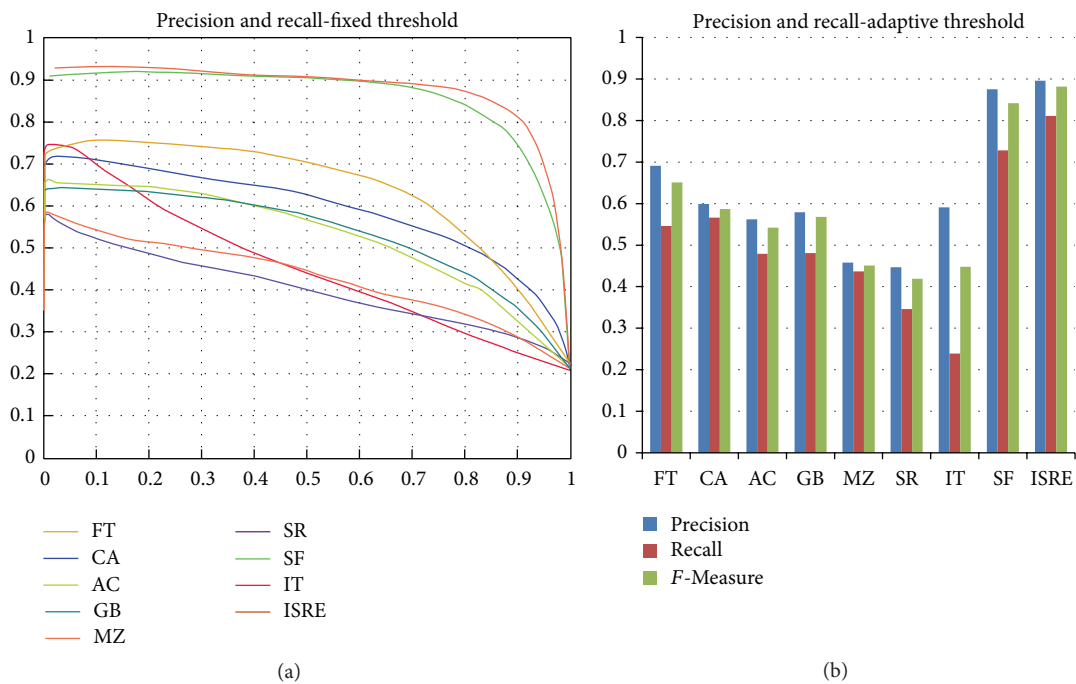 Precision and recall-fixed threshold
1
0.9
0.8
0.7
0.6
0.5
0.4
0.3
0.2
0.1
0
0 0.1 0.2 0.3 0.4 0.5 0.6 0.7 0.8 0.9 1
FT
CA
AC
GB
MZ
SR
SF
IT
ISRE
(a)
Precision and recall-adaptive threshold
1
0.9
0.8
0.7
0.6
0.5
0.4
0.3
0.2
0.1
0
FT CA AC GB MZ SR IT SF ISRE
Precision
Recall
F-Measure
(b)